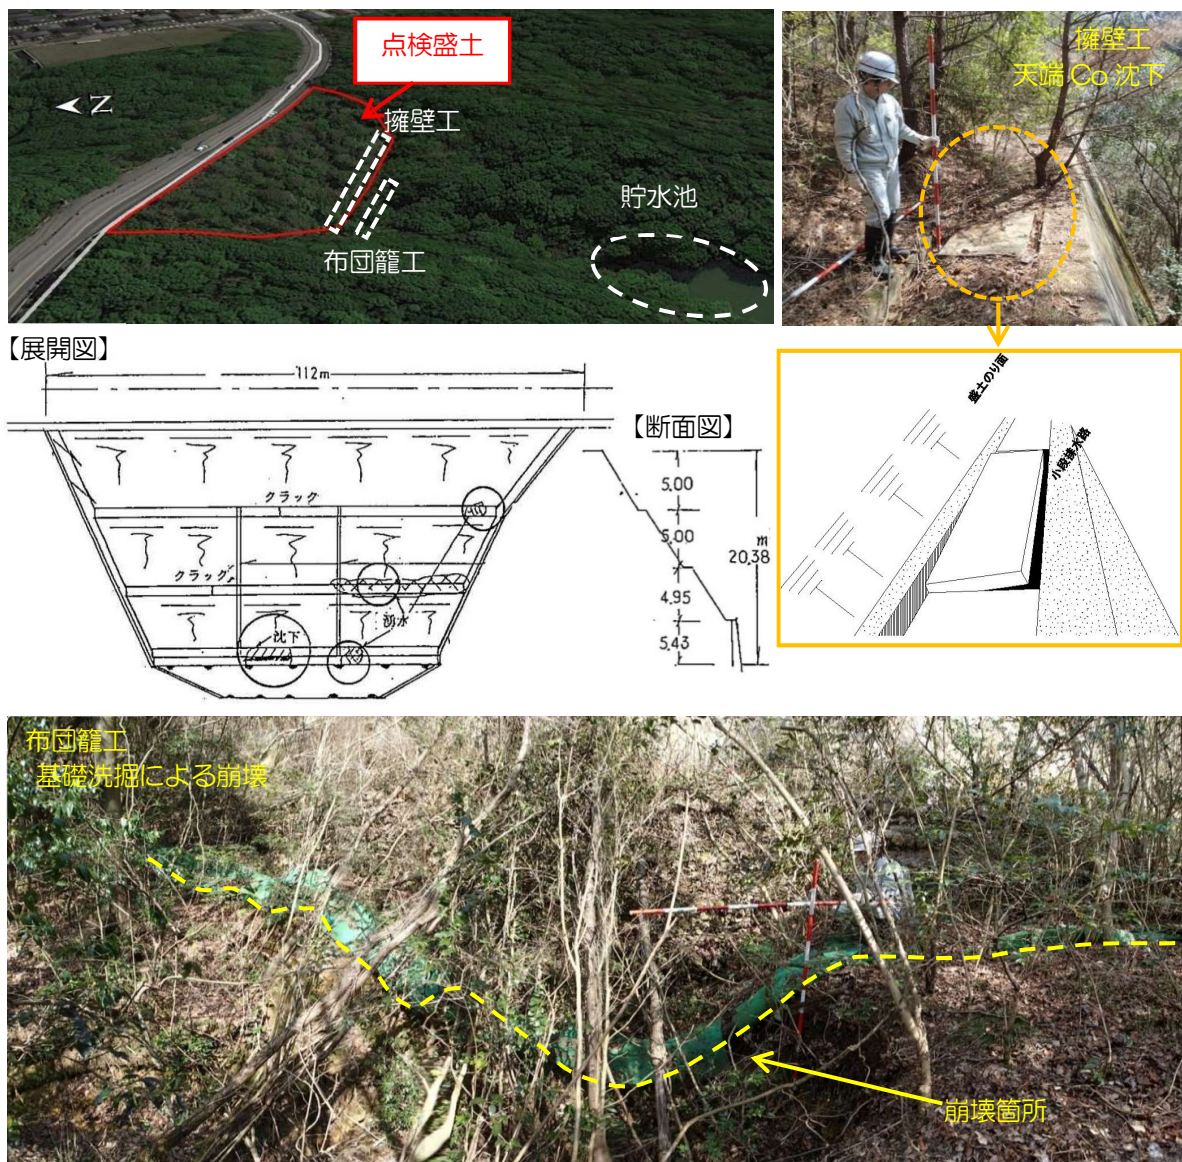 点検盛土
N
擁壁工
貯水池
布団籠工
擁壁工
天端Co沈下
【展開図】
112m
クラック
クラック
湧水
沈下
【断面図】
5.00
5.00
4.95
5.43
20.38
m
盛土のり面
小段排水路
布団籠工
基礎洗掘による崩壊
崩壊箇所